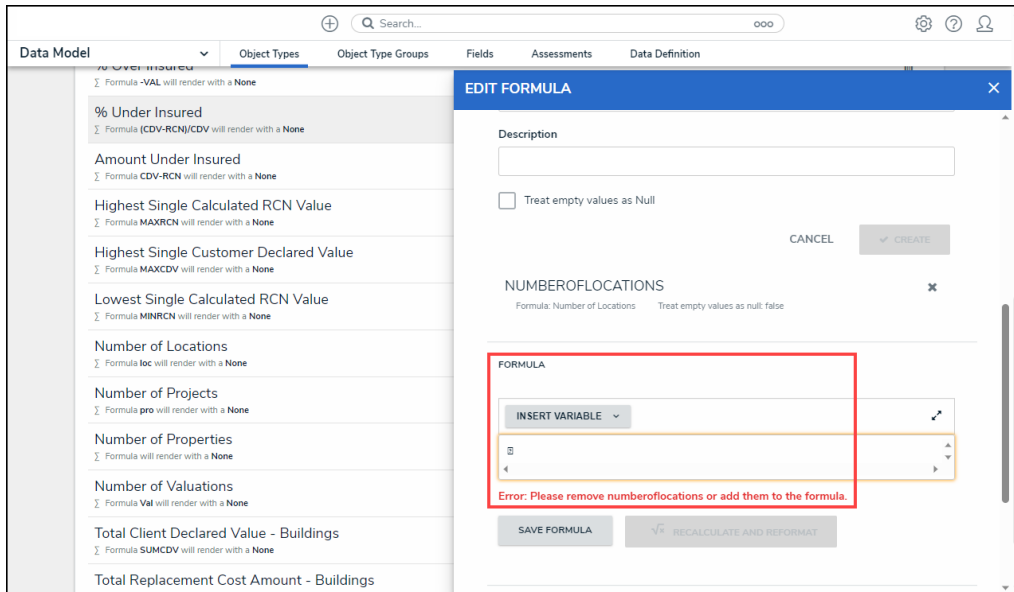 Search...
Data Model
Object Types
Object Type Groups
Fields
Assessments
Data Definition
% Over Insured
∑ Formula -VAL will render with a None
% Under Insured
∑ Formula (CDV-RCN)/CDV will render with a None
Amount Under Insured
∑ Formula CDV-RCN will render with a None
Highest Single Calculated RCN Value
∑ Formula MAXRCN will render with a None
Highest Single Customer Declared Value
∑ Formula MAXCDV will render with a None
Lowest Single Calculated RCN Value
∑ Formula MINRCN will render with a None
Number of Locations
∑ Formula loc will render with a None
Number of Projects
∑ Formula pro will render with a None
Number of Properties
∑ Formula will render with a None
Number of Valuations
∑ Formula Val will render with a None
Total Client Declared Value - Buildings
∑ Formula SUMCDV will render with a None
Total Replacement Cost Amount - Buildings
EDIT FORMULA
Description
Treat empty values as Null
CANCEL
CREATE
NUMBEROFLOCATIONS
Formula: Number of Locations Treat empty values as null: false
FORMULA
INSERT VARIABLE
Error: Please remove numberoflocations or add them to the formula.
SAVE FORMULA
RECALCULATE AND REFORMAT